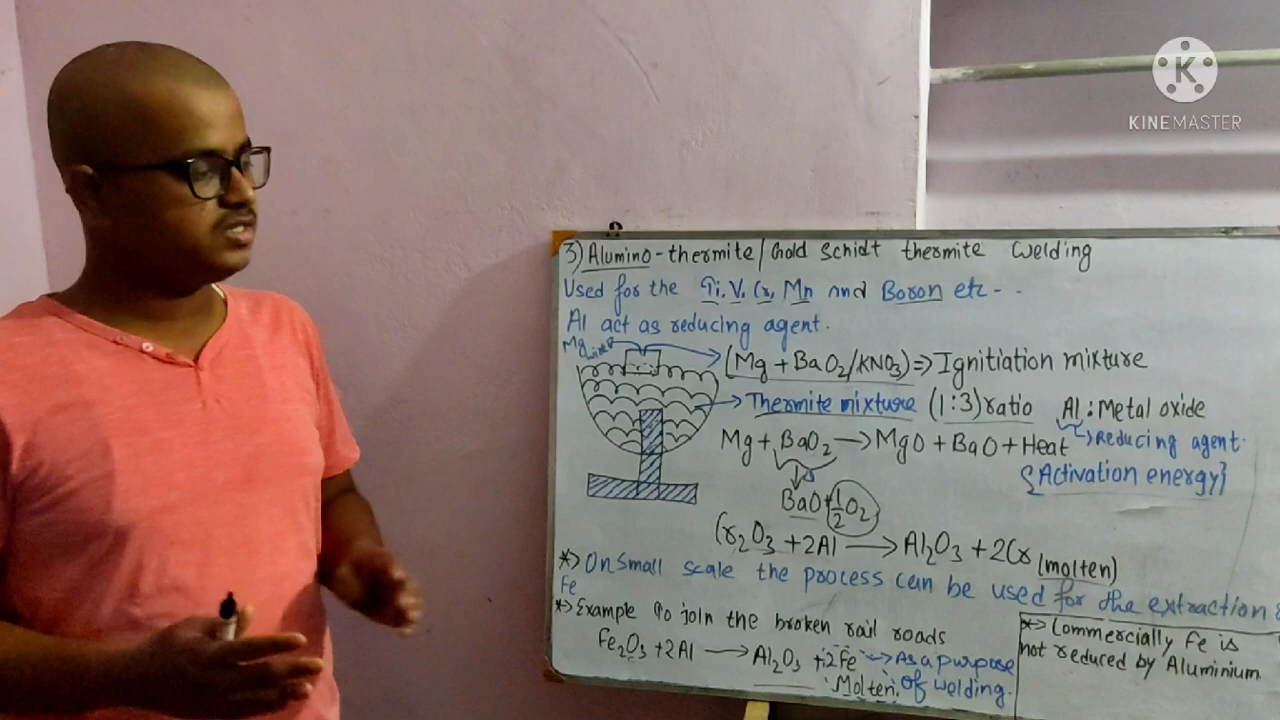 KINEMASTER
3) Alumino-thermite/Gold Schidt thermite welding
Used for the Ti, V, Cr, Mn and Boron etc- . .
Al act as reducing agent.
Mg wire
(Mg + BaO2/KNO3) => Ignitiation mixture
Thermite mixture (1:3) ratio Al : Metal oxide
Mg + BaO2 → MgO + BaO + Heat → Reducing agent.
{Activation energy}
BaO + 1/2 O2
Cr2O3 + 2Al → Al2O3 + 2Cr (molten)
*> On small scale the process can be used for the extraction
Fe
*> Example To join the broken rail roads
Fe2O3 + 2Al → Al2O3 + 2Fe → As a purpose
Molten. of welding.
*> Commercially Fe is
not reduced by Aluminium